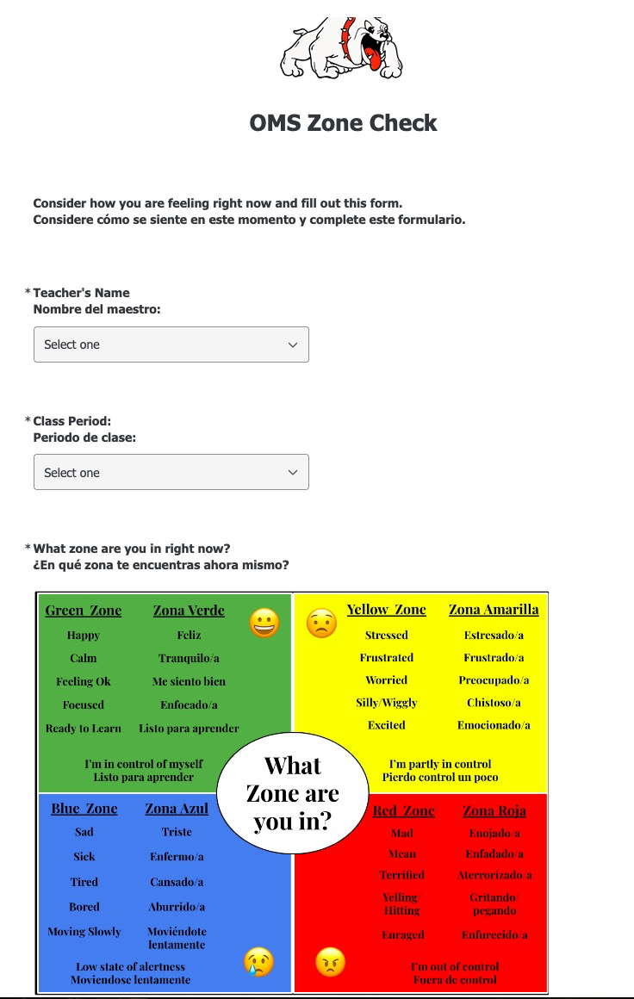 OMS Zone Check
Consider how you are feeling right now and fill out this form.
Considere cómo se siente en este momento y complete este formulario.
* Teacher's Name
Nombre del maestro:
Select one
* Class Period:
Periodo de clase:
Select one
* What zone are you in right now?
¿En qué zona te encuentras ahora mismo?
Green Zone Zona Verde
Happy Feliz
Calm Tranquilo/a
Feeling Ok Me siento bien
Focused Enfocado/a
Ready to Learn Listo para aprender
I'm in control of myself
Listo para aprender
Yellow Zone Zona Amarilla
Stressed Estresado/a
Frustrated Frustrado/a
Worried Preocupado/a
Silly/Wiggly Chistoso/a
Excited Emocionado/a
I'm partly in control
Pierdo control un poco
What
Zone are
you in?
Blue Zone Zona Azul
Sad Triste
Sick Enfermo/a
Tired Cansado/a
Bored Aburrido/a
Moving Slowly Moviéndote
lentamente
Low state of alertness
Moviendose lentamente
Red Zone Zona Roja
Mad Enojado/a
Mean Enfadado/a
Terrified Aterrorizado/a
Yelling/ Gritando/
Hitting pegando
Enraged Enfurecido/a
I'm out of control
Fuera de control